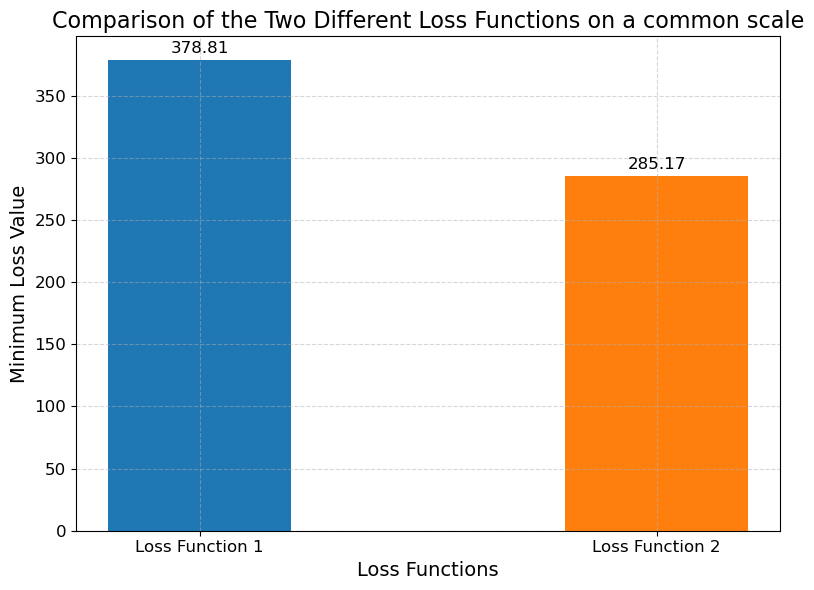 Comparison of the Two Different Loss Functions on a common scale
378.81
285.17
350
300
250
200
150
100
50
0
Minimum Loss Value
Loss Function 1
Loss Function 2
Loss Functions